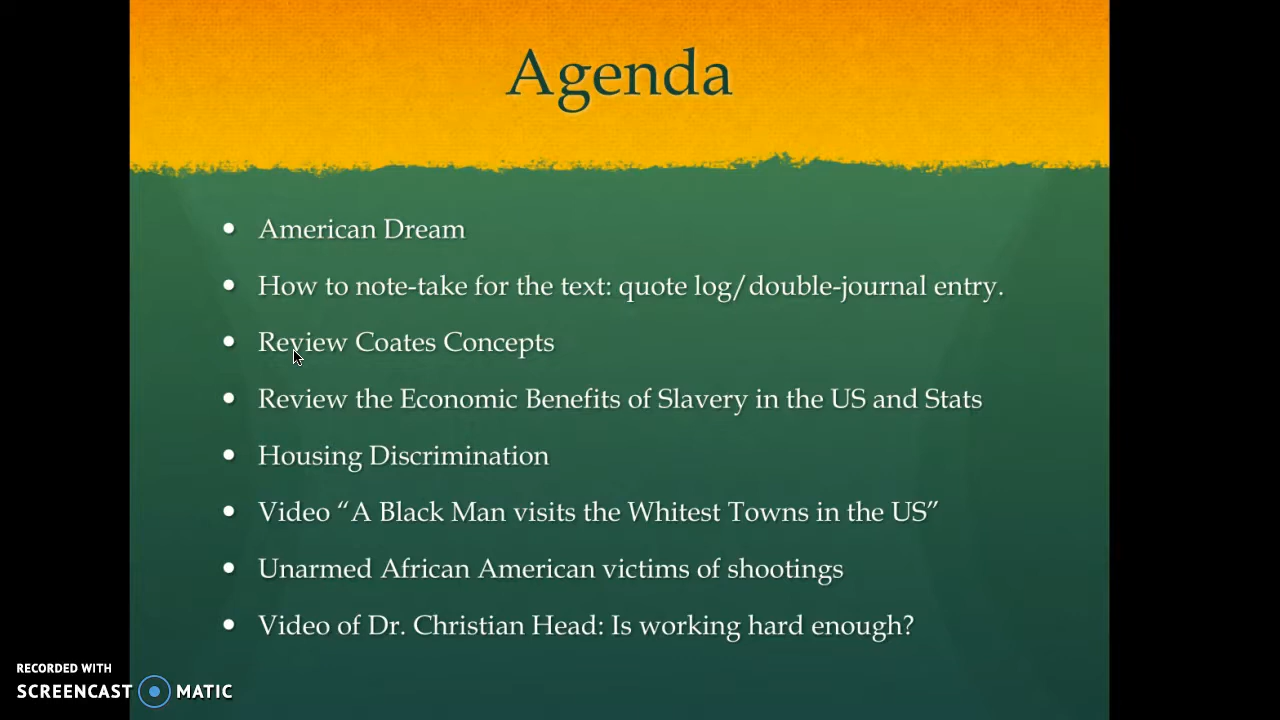 Agenda
• American Dream
• How to note-take for the text: quote log/double-journal entry.
• Review Coates Concepts
• Review the Economic Benefits of Slavery in the US and Stats
• Housing Discrimination
• Video “A Black Man visits the Whitest Towns in the US”
• Unarmed African American victims of shootings
• Video of Dr. Christian Head: Is working hard enough?
RECORDED WITH
SCREENCAST MATIC